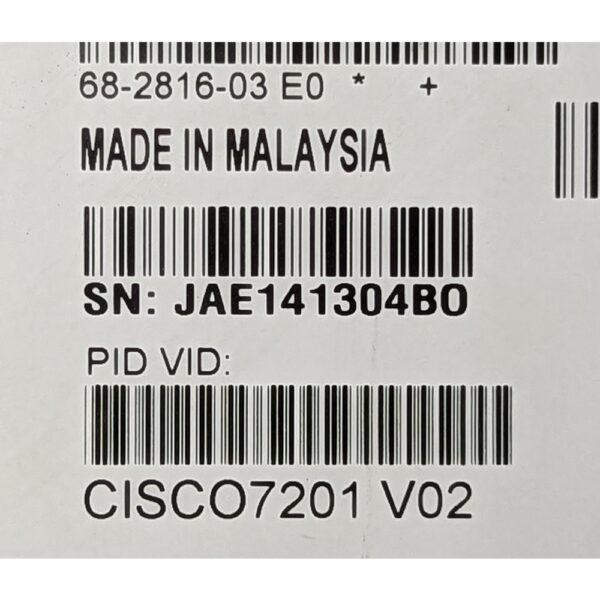 68-2816-03 E0 * +
MADE IN MALAYSIA
SN: JAE141304BO
PID VID:
CISCO7201 V02